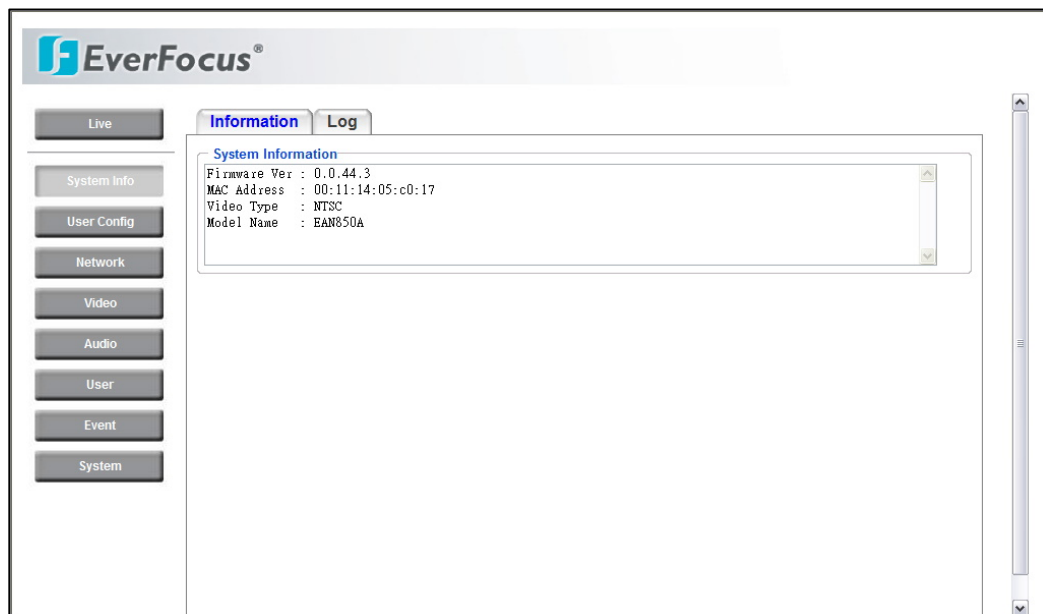 EverFocus®
Live
System Info
User Config
Network
Video
Audio
User
Event
System
Information Log
System Information
Firmware Ver : 0.0.44.3
MAC Address : 00:11:14:05:c0:17
Video Type : NTSC
Model Name : EAN850A